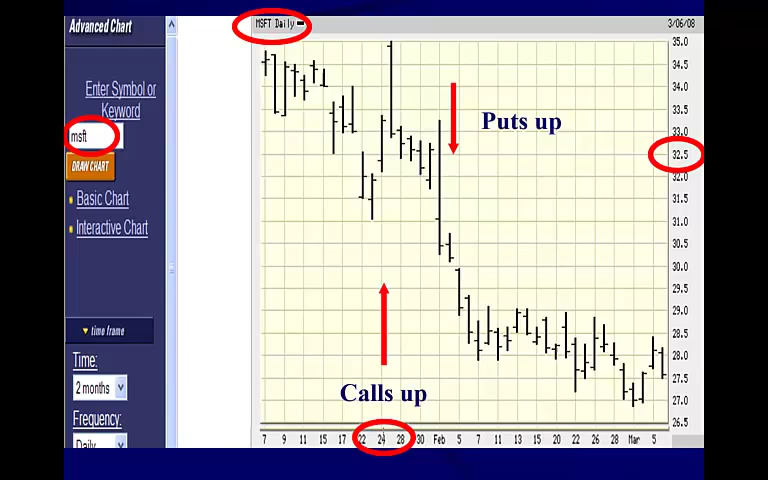 Advanced Chart
MSFT Daily
3/06/08
Enter Symbol or
Keyword
msft
DRAW CHART
Basic Chart
Interactive Chart
time frame
Time:
2 months
Frequency:
Daily
Puts up
Calls up
35.0
34.5
34.0
33.5
33.0
32.5
32.0
31.5
31.0
30.5
30.0
29.5
29.0
28.5
28.0
27.5
27.0
26.5
7 9 11 15 17 22 24 28 30 Feb 5 7 11 13 15 20 22 26 28 Mar 5